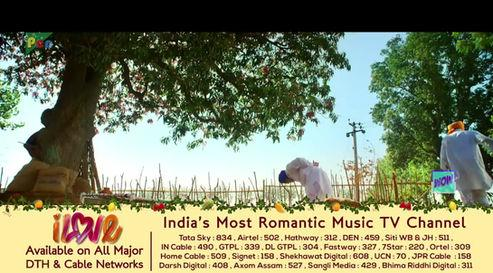 Pen
WOW
iLove
India's Most Romantic Music TV Channel
Available on All Major
DTH & Cable Networks
Tata Sky : 834 , Airtel : 502 , Hathway : 312 , DEN : 459 , Siti WB & JH : 511 ,
IN Cable : 490 , GTPL : 339 , DL GTPL : 304 , Fastway : 327 , 7Star : 220 , Ortel : 309
Home Cable : 509 , Signet : 158 , Shekhawat Digital : 608, UCN : 70 , JPR Cable : 158
Darsh Digital : 408 , Axom Assam : 527 , Sangli Media : 429 , Bhima Riddhi Digital : 311